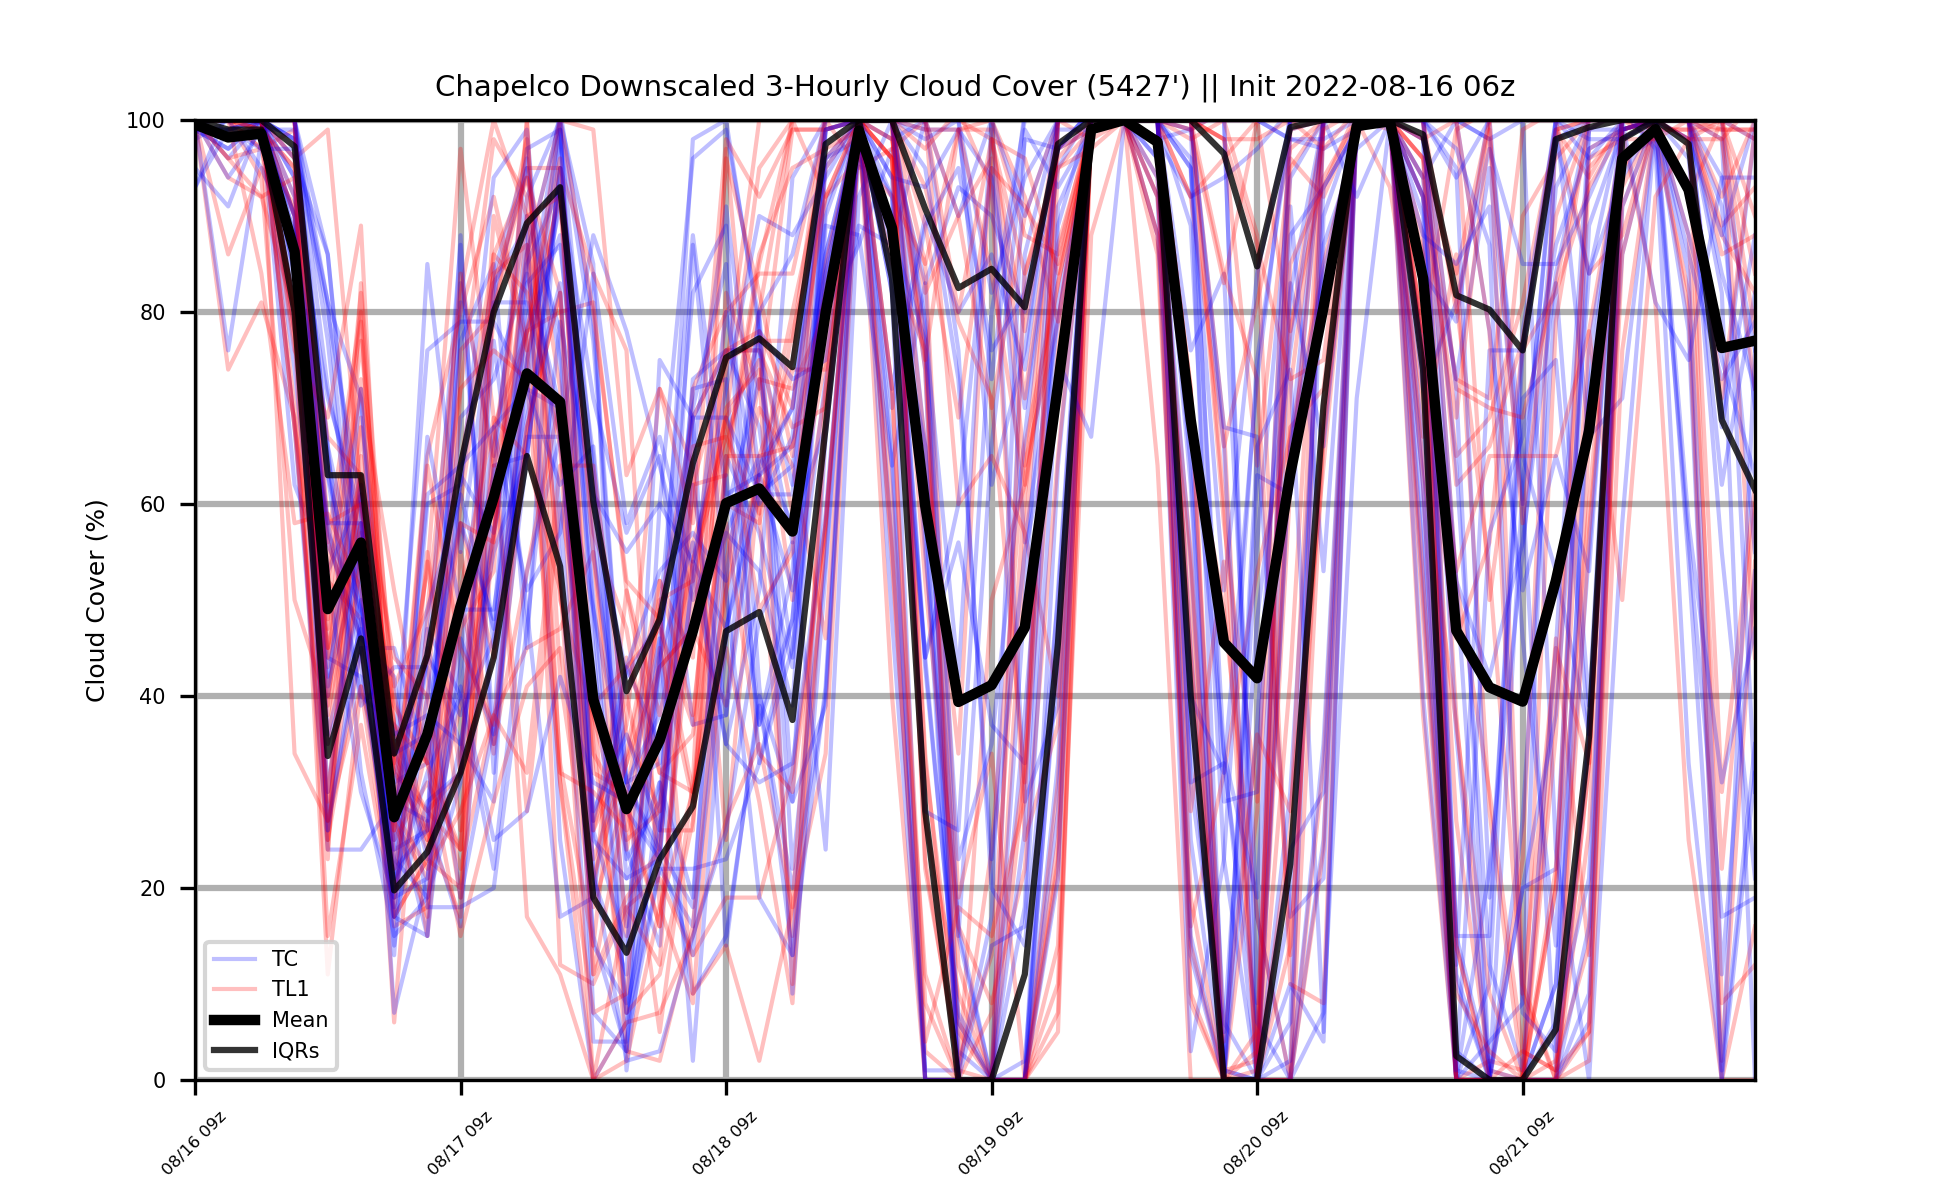 Chapelco Downscaled 3-Hourly Cloud Cover (5427') || Init 2022-08-16 06z
100
80
60
40
20
0
Cloud Cover (%)
TC
TL1
Mean
IQRs
08/16 09z
08/17 09z
08/18 09z
08/19 09z
08/20 09z
08/21 09z